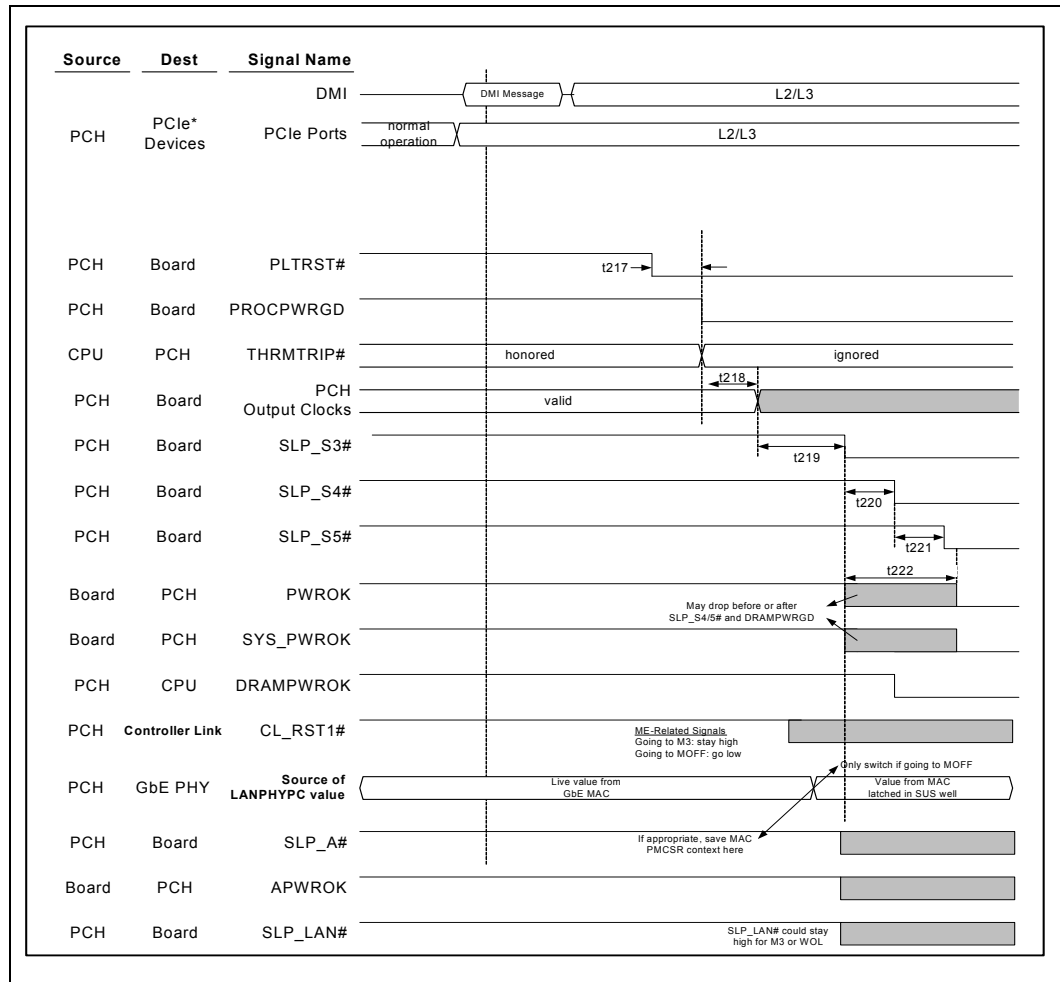 Source Dest Signal Name
DMI DMI Message L2/L3
PCH PCIe* Devices PCIe Ports normal operation L2/L3
PCH Board PLTRST# t217
PCH Board PROCPWRGD
CPU PCH THRMTRIP# honored ignored
t218
PCH Board PCH Output Clocks valid
PCH Board SLP_S3#
t219
PCH Board SLP_S4#
t220
PCH Board SLP_S5#
t221
t222
Board PCH PWROK
May drop before or after
SLP_S4/5# and DRAMPWRGD
Board PCH SYS_PWROK
PCH CPU DRAMPWROK
PCH Controller Link CL_RST1#
ME-Related Signals
Going to M3: stay high
Going to MOFF: go low
Only switch if going to MOFF
PCH GbE PHY Source of LANPHYPC value
Live value from
GbE MAC
Value from MAC
latched in SUS well
PCH Board SLP_A#
If appropriate, save MAC
PMCSR context here
Board PCH APWROK
PCH Board SLP_LAN#
SLP_LAN# could stay
high for M3 or WOL